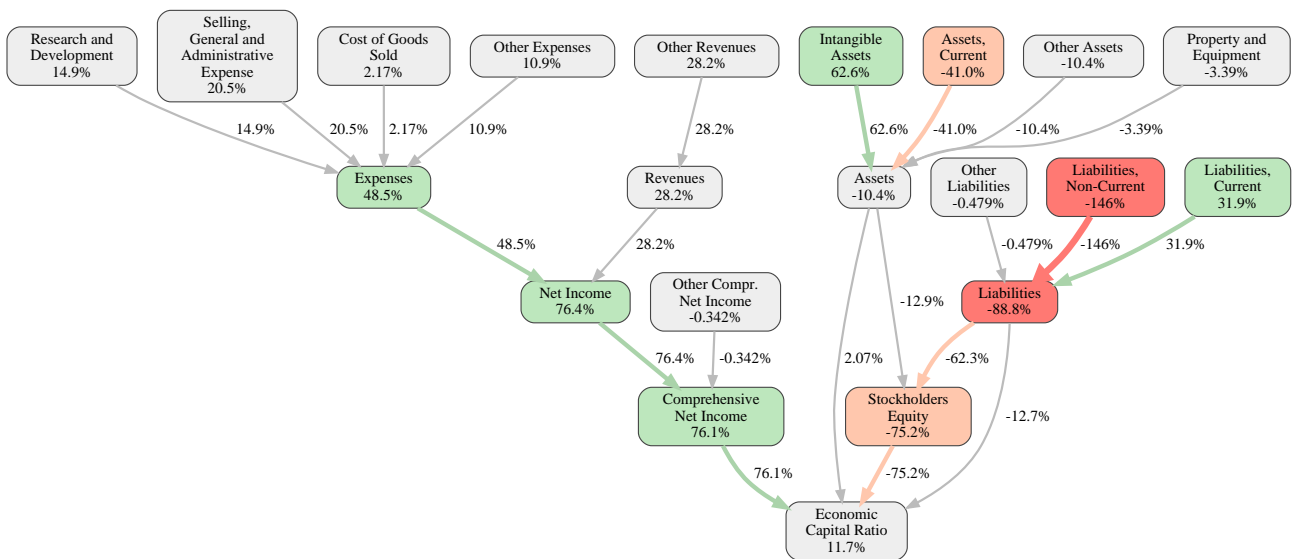 Research and
Development
14.9%
Selling,
General and
Administrative
Expense
20.5%
Cost of Goods
Sold
2.17%
Other Expenses
10.9%
Other Revenues
28.2%
Intangible
Assets
62.6%
Assets,
Current
-41.0%
Other Assets
-10.4%
Property and
Equipment
-3.39%
14.9%
20.5%
2.17%
10.9%
28.2%
62.6%
-41.0%
-10.4%
-3.39%
Expenses
48.5%
Revenues
28.2%
Assets
-10.4%
Other
Liabilities
-0.479%
Liabilities,
Non-Current
-146%
Liabilities,
Current
31.9%
48.5%
28.2%
-0.479%
-146%
31.9%
Net Income
76.4%
Other Compr.
Net Income
-0.342%
-12.9%
Liabilities
-88.8%
76.4%
-0.342%
2.07%
-62.3%
Comprehensive
Net Income
76.1%
Stockholders
Equity
-75.2%
-12.7%
76.1%
-75.2%
Economic
Capital Ratio
11.7%